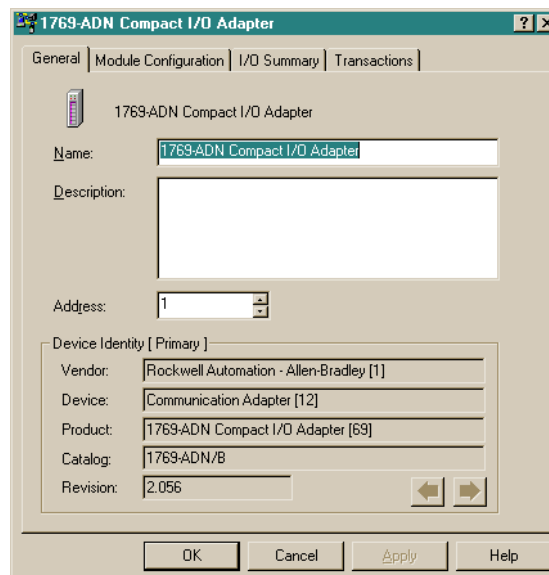 1769-ADN Compact I/O Adapter
General Module Configuration I/O Summary Transactions
1769-ADN Compact I/O Adapter
Name: 1769-ADN Compact I/O Adapter
Description:
Address: 1
Device Identity [ Primary ]
Vendor: Rockwell Automation - Allen-Bradley [1]
Device: Communication Adapter [12]
Product: 1769-ADN Compact I/O Adapter [69]
Catalog: 1769-ADN/B
Revision: 2.056
OK Cancel Apply Help